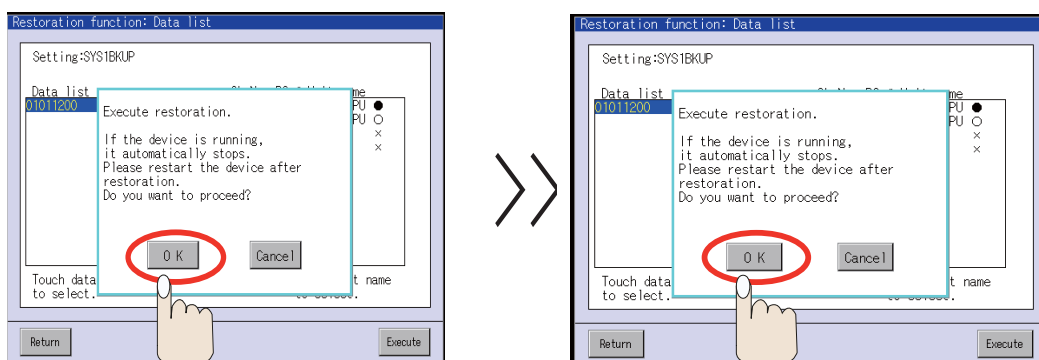 Restoration function: Data list
Setting:SYS1BKUP
Data list
me
01011200
PU ●
PU ○
×
×
Execute restoration.
If the device is running,
it automatically stops.
Please restart the device after
restoration.
Do you want to proceed?
O K
Cancel
Touch data
t name
to select.
Return
Execute
Restoration function: Data list
Setting:SYS1BKUP
Data list
me
01011200
PU ●
PU ○
×
×
Execute restoration.
If the device is running,
it automatically stops.
Please restart the device after
restoration.
Do you want to proceed?
O K
Cancel
Touch data
t name
to select.
Return
Execute